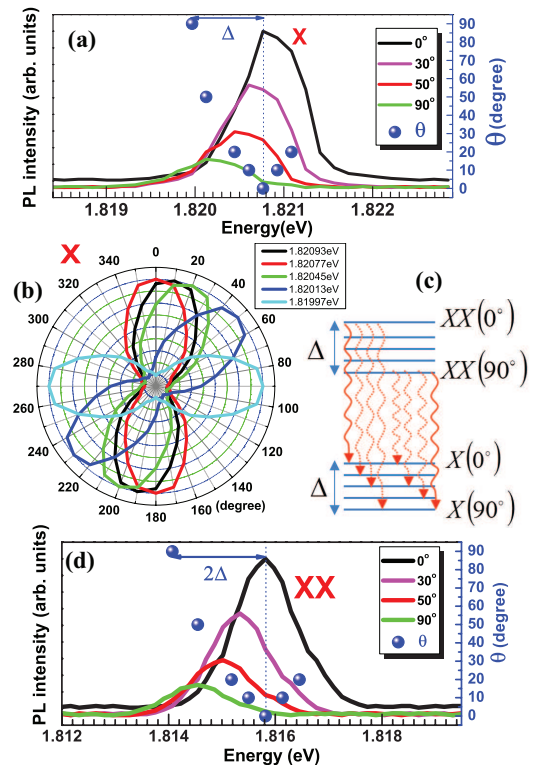 (a)
Δ
X
0°
30°
50°
90°
θ
PL intensity (arb. units)
90
80
70
60
50
40
30
20
10
0
θ(degree)
1.819 1.820 1.821 1.822
Energy(eV)
X
(b)
0
20
40
60
80
100
120
140
160
180
200
220
240
260
280
300
320
340
(degree)
1.82093eV
1.82077eV
1.82045eV
1.82013eV
1.81997eV
(c)
XX(0°)
Δ
XX(90°)
X(0°)
Δ
X(90°)
(d)
2Δ
XX
0°
30°
50°
90°
θ
PL intensity (arb. units)
90
80
70
60
50
40
30
20
10
0
θ (degree)
1.812 1.814 1.816 1.818
Energy (eV)